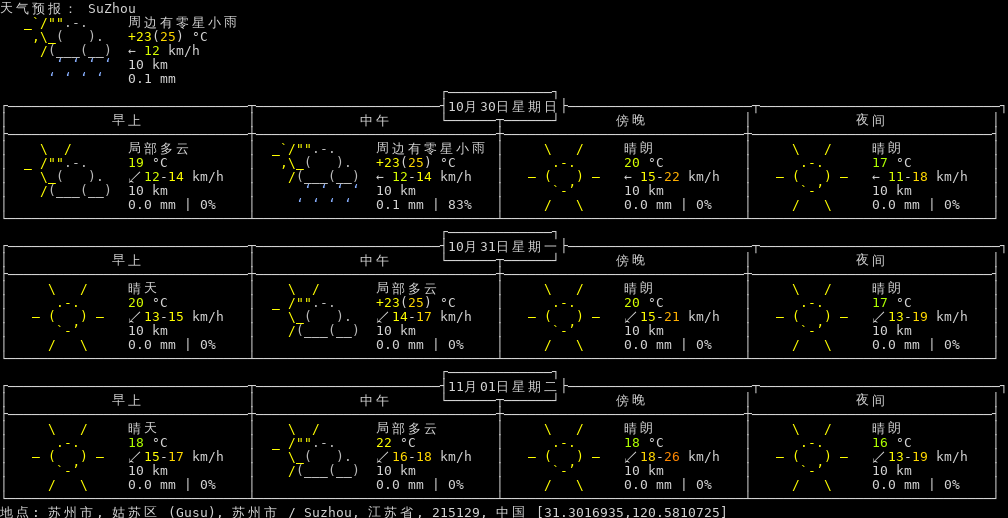 天气预报: SuZhou
周边有零星小雨
+23(25) °C
← 12 km/h
10 km
0.1 mm
10月30日星期日
早上 中午 傍晚 夜间
局部多云 周边有零星小雨 晴朗 晴朗
19 °C +23(25) °C 20 °C 17 °C
↙12-14 km/h ← 12-14 km/h ← 15-22 km/h ← 11-18 km/h
10 km 10 km 10 km 10 km
0.0 mm | 0% 0.1 mm | 83% 0.0 mm | 0% 0.0 mm | 0%
10月31日星期一
早上 中午 傍晚 夜间
晴天 局部多云 晴朗 晴朗
20 °C +23(25) °C 20 °C 17 °C
↙13-15 km/h ↙14-17 km/h ↙15-21 km/h ↙13-19 km/h
10 km 10 km 10 km 10 km
0.0 mm | 0% 0.0 mm | 0% 0.0 mm | 0% 0.0 mm | 0%
11月01日星期二
早上 中午 傍晚 夜间
晴天 局部多云 晴朗 晴朗
18 °C 22 °C 18 °C 16 °C
↙15-17 km/h ↙16-18 km/h ↙18-26 km/h ↙13-19 km/h
10 km 10 km 10 km 10 km
0.0 mm | 0% 0.0 mm | 0% 0.0 mm | 0% 0.0 mm | 0%
地点: 苏州市, 姑苏区 (Gusu), 苏州市 / Suzhou, 江苏省, 215129, 中国 [31.3016935,120.5810725]